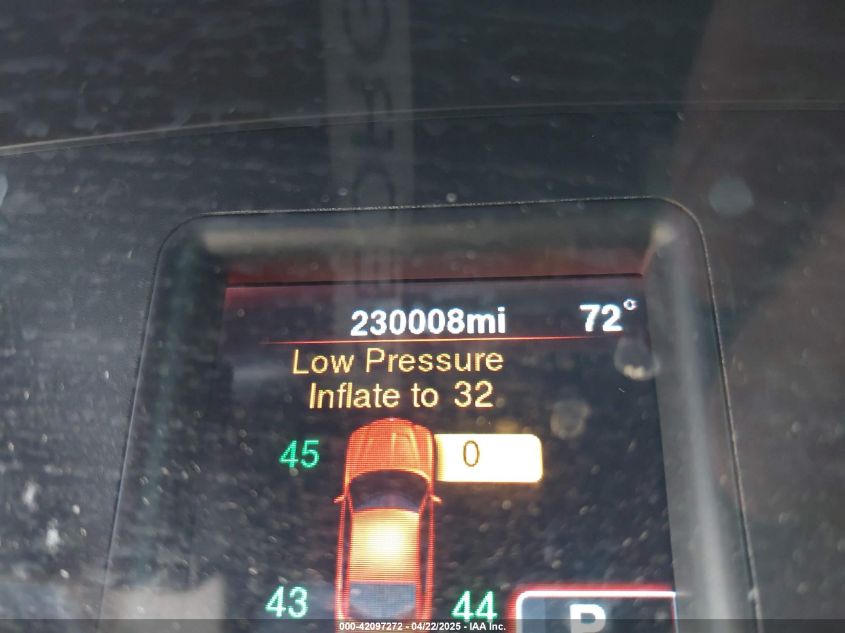 230008mi 72°
Low Pressure
Inflate to 32
45 0
43 44
P
000-42097272 - 04/22/2025 - IAA Inc.